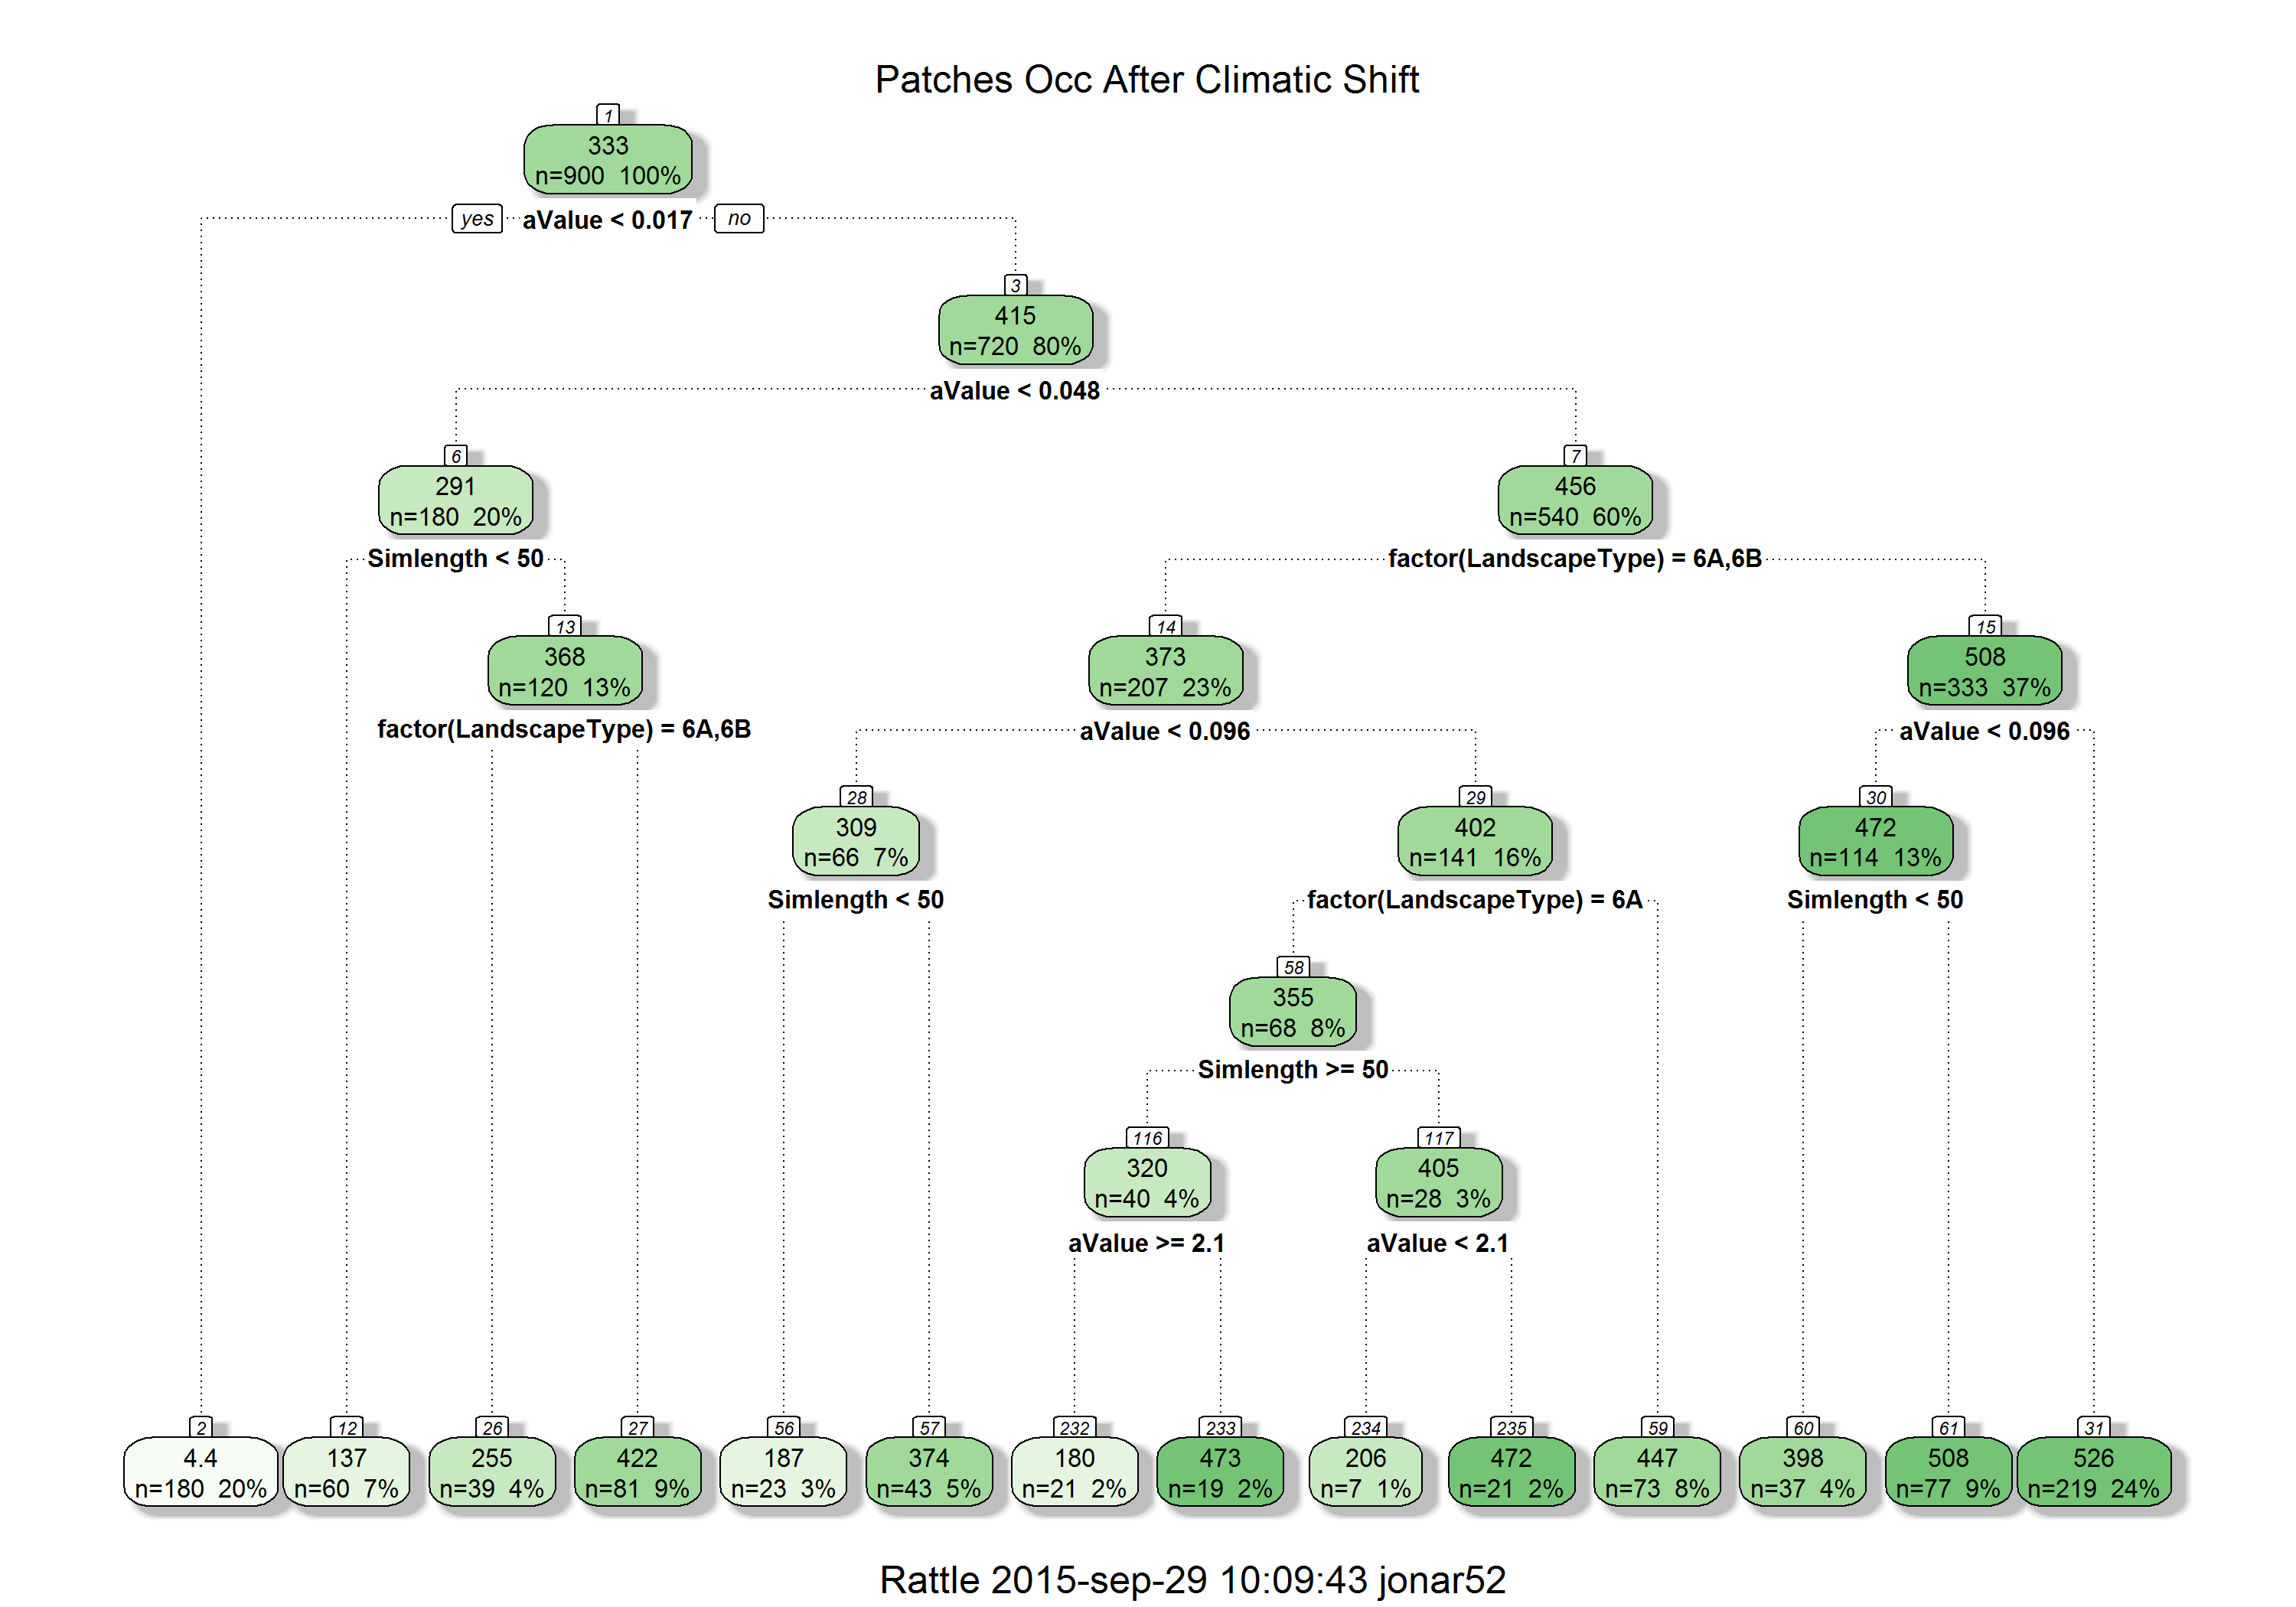 Patches Occ After Climatic Shift
1
333
n=900 100%
yes aValue < 0.017 no
3
415
n=720 80%
aValue < 0.048
6
291
n=180 20%
Simlength < 50
7
456
n=540 60%
factor(LandscapeType) = 6A,6B
13
368
n=120 13%
factor(LandscapeType) = 6A,6B
14
373
n=207 23%
aValue < 0.096
15
508
n=333 37%
aValue < 0.096
28
309
n=66 7%
Simlength < 50
29
402
n=141 16%
factor(LandscapeType) = 6A
30
472
n=114 13%
Simlength < 50
58
355
n=68 8%
Simlength >= 50
116
320
n=40 4%
aValue >= 2.1
117
405
n=28 3%
aValue < 2.1
2
4.4
n=180 20%
12
137
n=60 7%
26
255
n=39 4%
27
422
n=81 9%
56
187
n=23 3%
57
374
n=43 5%
232
180
n=21 2%
233
473
n=19 2%
234
206
n=7 1%
235
472
n=21 2%
59
447
n=73 8%
60
398
n=37 4%
61
508
n=77 9%
31
526
n=219 24%
Rattle 2015-sep-29 10:09:43 jonar52